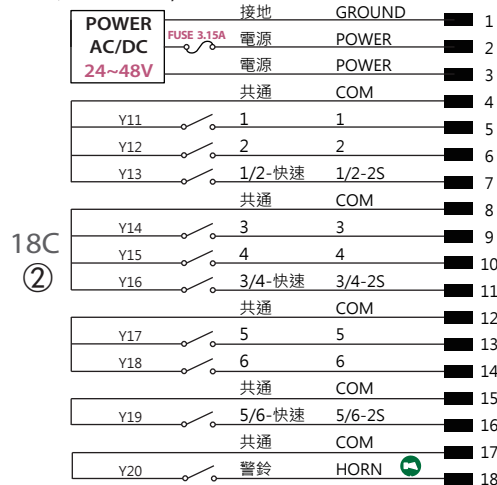 接地 GROUND 1
POWER AC/DC 24~48V
FUSE 3.15A 電源 POWER 2
電源 POWER 3
共通 COM 4
Y11 1 1 5
Y12 2 2 6
Y13 1/2-快速 1/2-2S 7
共通 COM 8
18C ②
Y14 3 3 9
Y15 4 4 10
Y16 3/4-快速 3/4-2S 11
共通 COM 12
Y17 5 5 13
Y18 6 6 14
共通 COM 15
Y19 5/6-快速 5/6-2S 16
共通 COM 17
Y20 警鈴 HORN 18